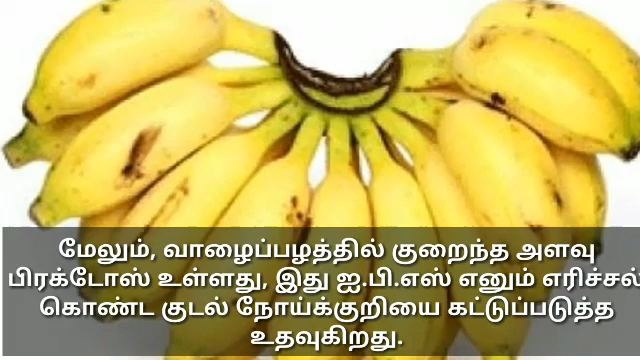 மேலும், வாழைப்பழத்தில் குறைந்த அளவு
பிரக்டோஸ் உள்ளது, இது ஐ.பி.எஸ் எனும் எரிச்சல்
கொண்ட குடல் நோய்க்குறியை கட்டுப்படுத்த
உதவுகிறது.